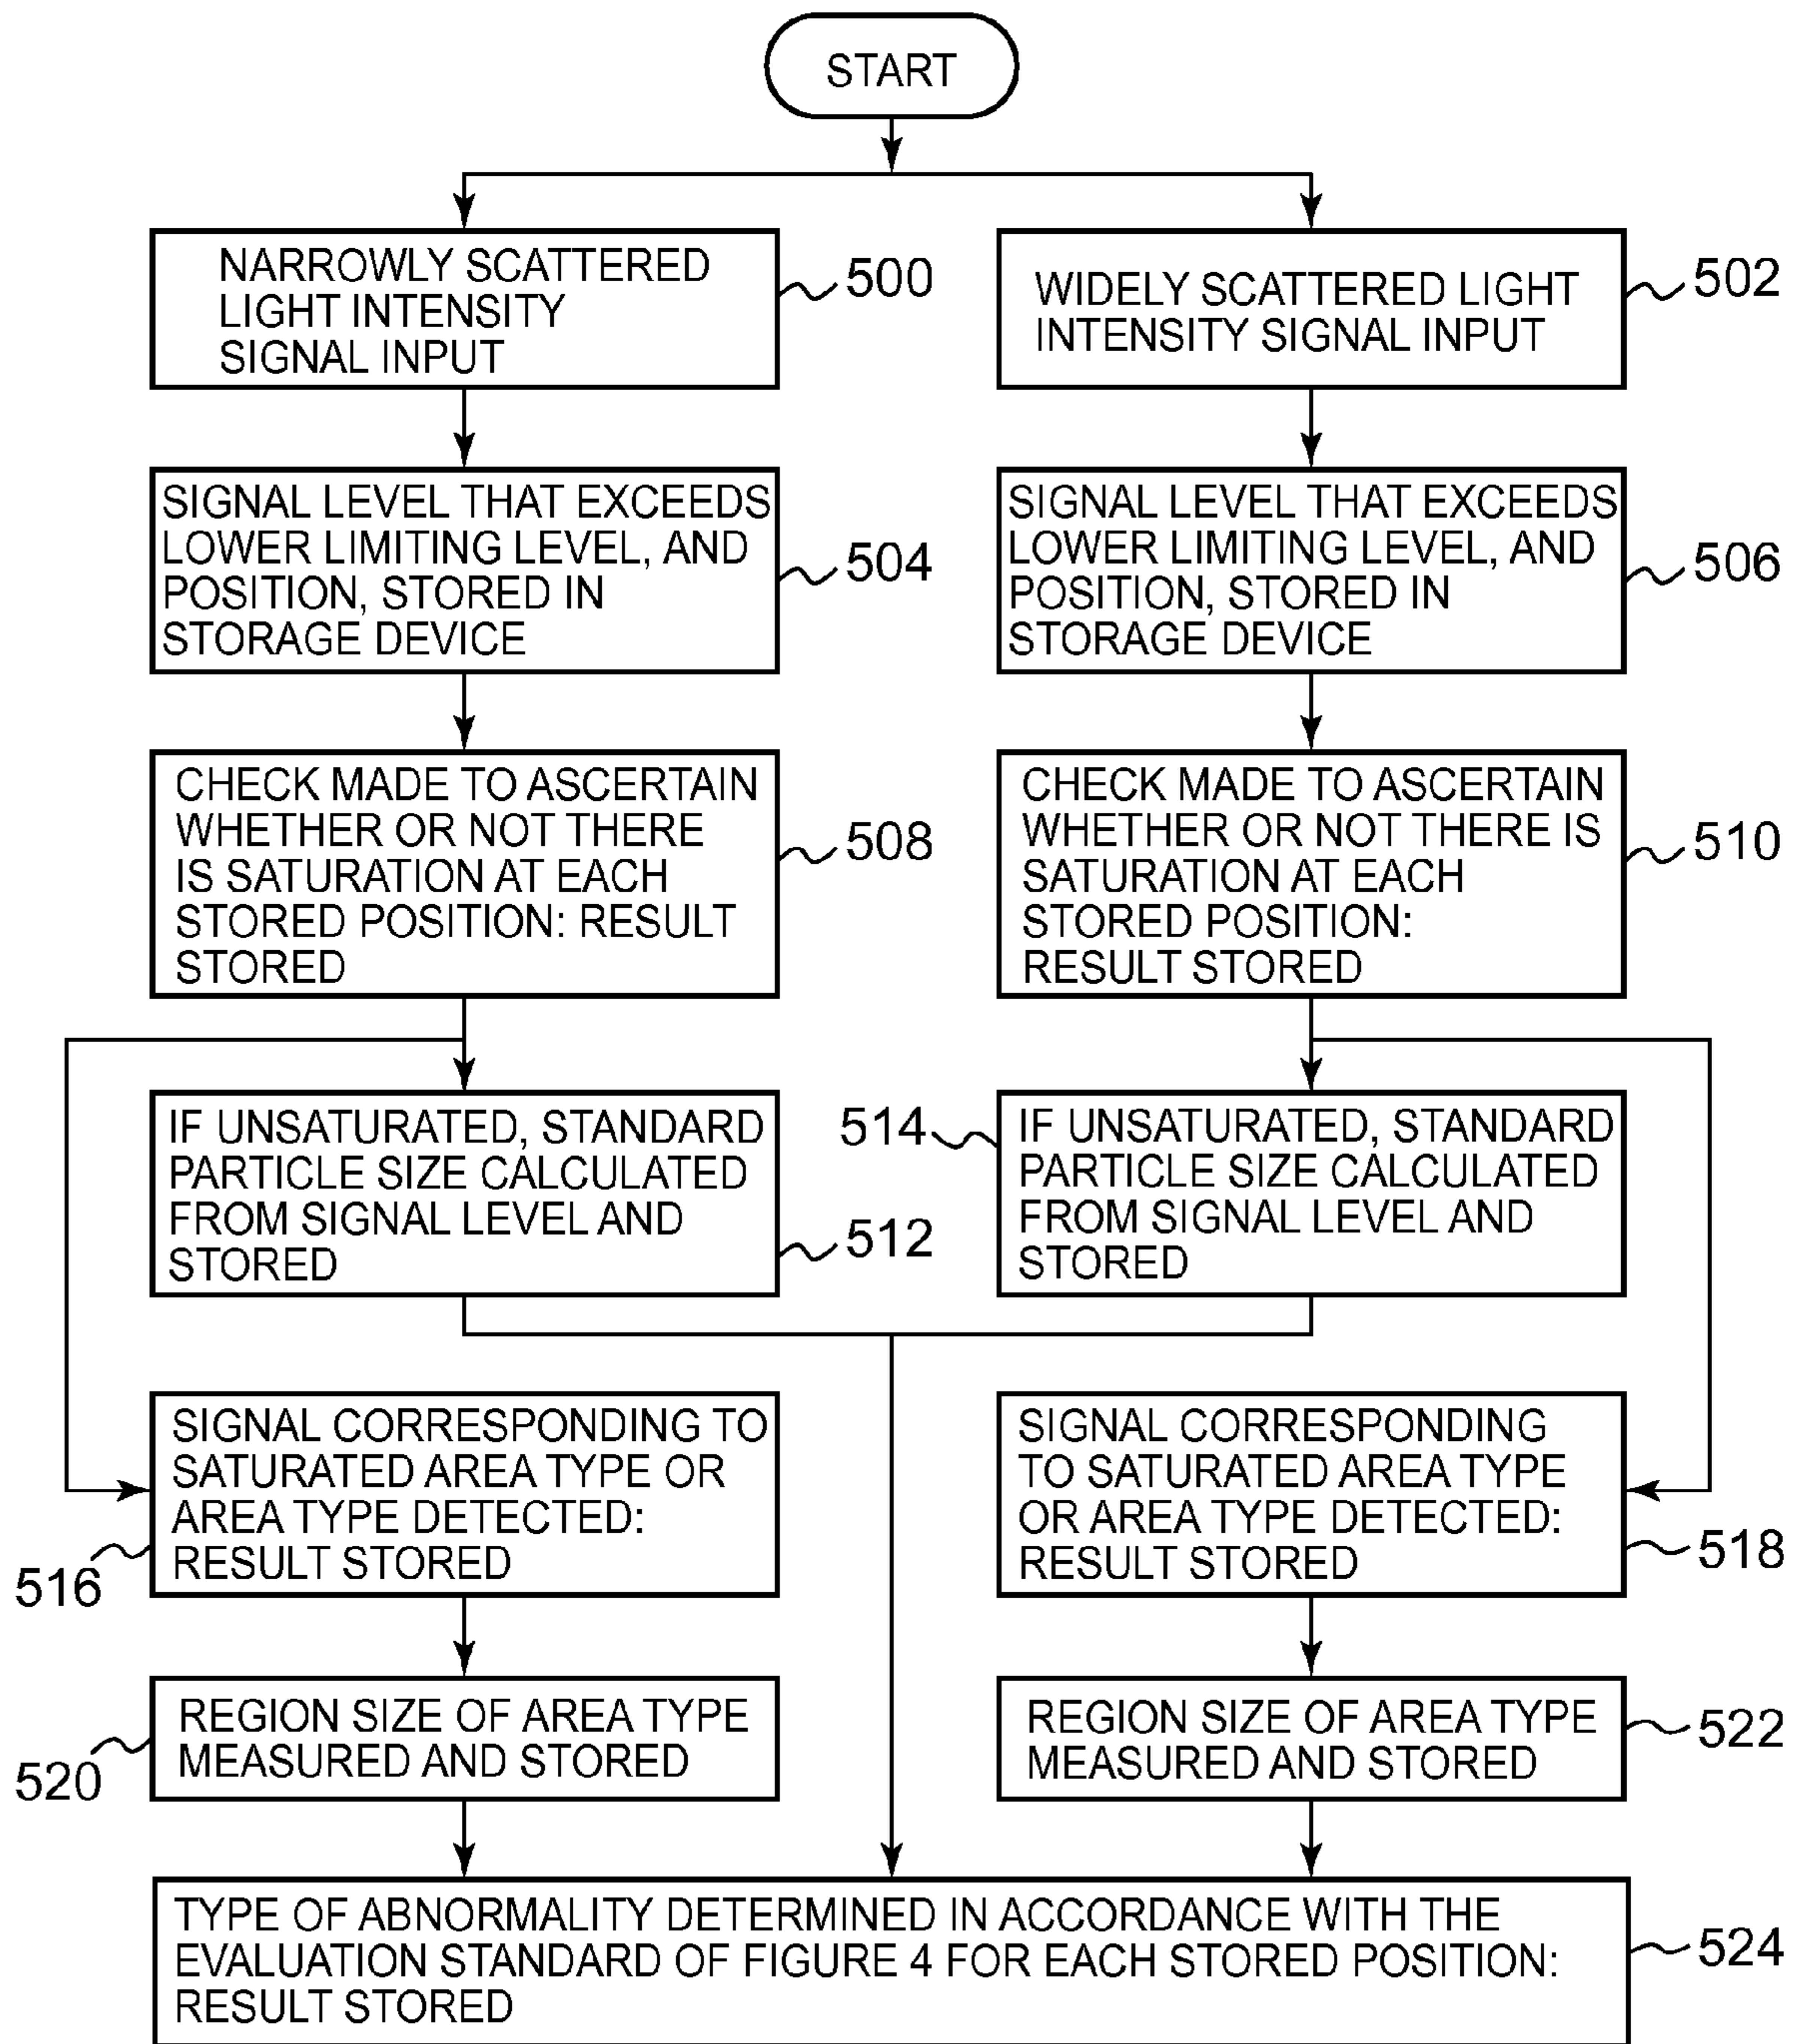 START
NARROWLY SCATTERED
LIGHT INTENSITY
SIGNAL INPUT
500
WIDELY SCATTERED LIGHT
INTENSITY SIGNAL INPUT
502
SIGNAL LEVEL THAT EXCEEDS
LOWER LIMITING LEVEL, AND
POSITION, STORED IN
STORAGE DEVICE
504
SIGNAL LEVEL THAT EXCEEDS
LOWER LIMITING LEVEL, AND
POSITION, STORED IN
STORAGE DEVICE
506
CHECK MADE TO ASCERTAIN
WHETHER OR NOT THERE
IS SATURATION AT EACH
STORED POSITION: RESULT
STORED
508
CHECK MADE TO ASCERTAIN
WHETHER OR NOT THERE IS
SATURATION AT EACH
STORED POSITION:
RESULT STORED
510
IF UNSATURATED, STANDARD
PARTICLE SIZE CALCULATED
FROM SIGNAL LEVEL AND
STORED
512
514
IF UNSATURATED, STANDARD
PARTICLE SIZE CALCULATED
FROM SIGNAL LEVEL AND
STORED
SIGNAL CORRESPONDING TO
SATURATED AREA TYPE OR
AREA TYPE DETECTED:
RESULT STORED
516
SIGNAL CORRESPONDING
TO SATURATED AREA TYPE
OR AREA TYPE DETECTED:
RESULT STORED
518
REGION SIZE OF AREA TYPE
MEASURED AND STORED
520
REGION SIZE OF AREA TYPE
MEASURED AND STORED
522
TYPE OF ABNORMALITY DETERMINED IN ACCORDANCE WITH THE
EVALUATION STANDARD OF FIGURE 4 FOR EACH STORED POSITION:
RESULT STORED
524